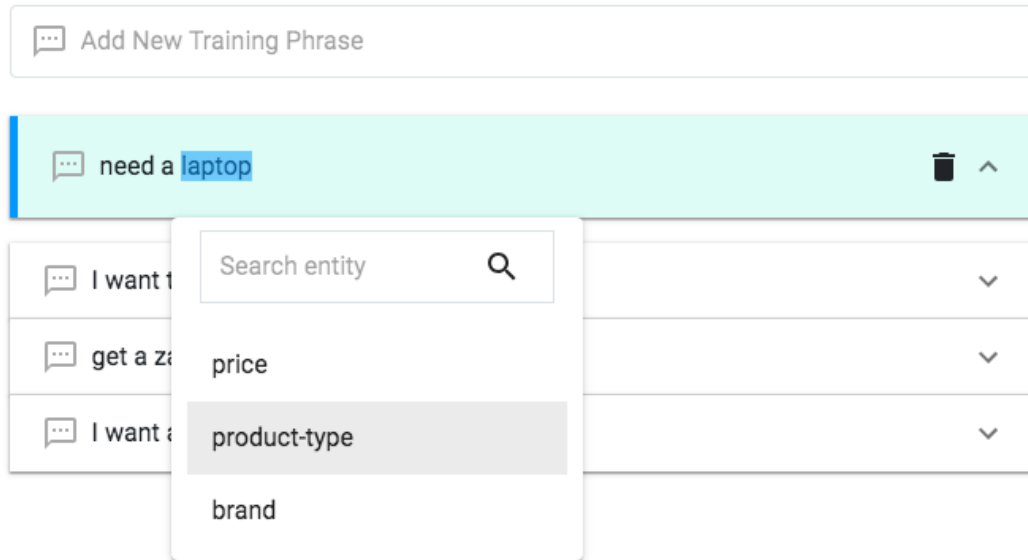 Add New Training Phrase
need a laptop
Search entity
I want
price
get a
product-type
I want
brand